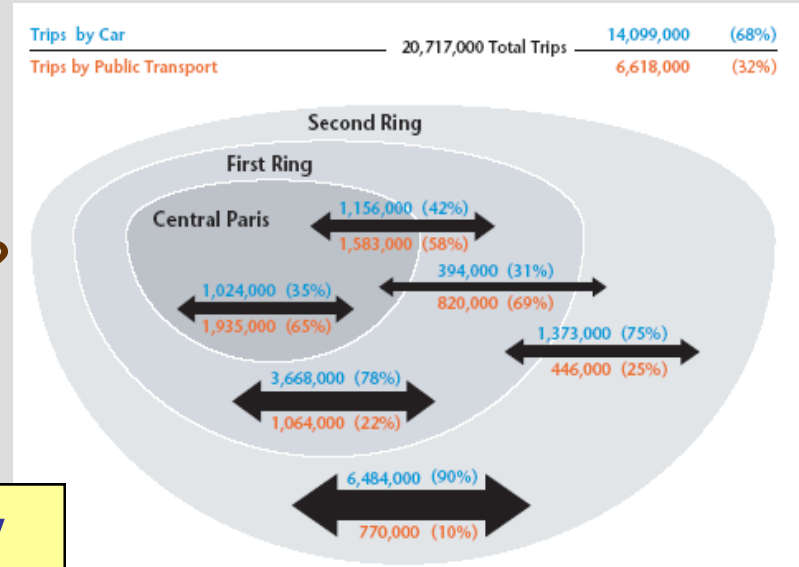 Trips by Car 14,099,000 (68%)
20,717,000 Total Trips
Trips by Public Transport 6,618,000 (32%)
Second Ring
First Ring
Central Paris
1,156,000 (42%)
1,583,000 (58%)
394,000 (31%)
820,000 (69%)
1,024,000 (35%)
1,935,000 (65%)
1,373,000 (75%)
446,000 (25%)
3,668,000 (78%)
1,064,000 (22%)
6,484,000 (90%)
770,000 (10%)